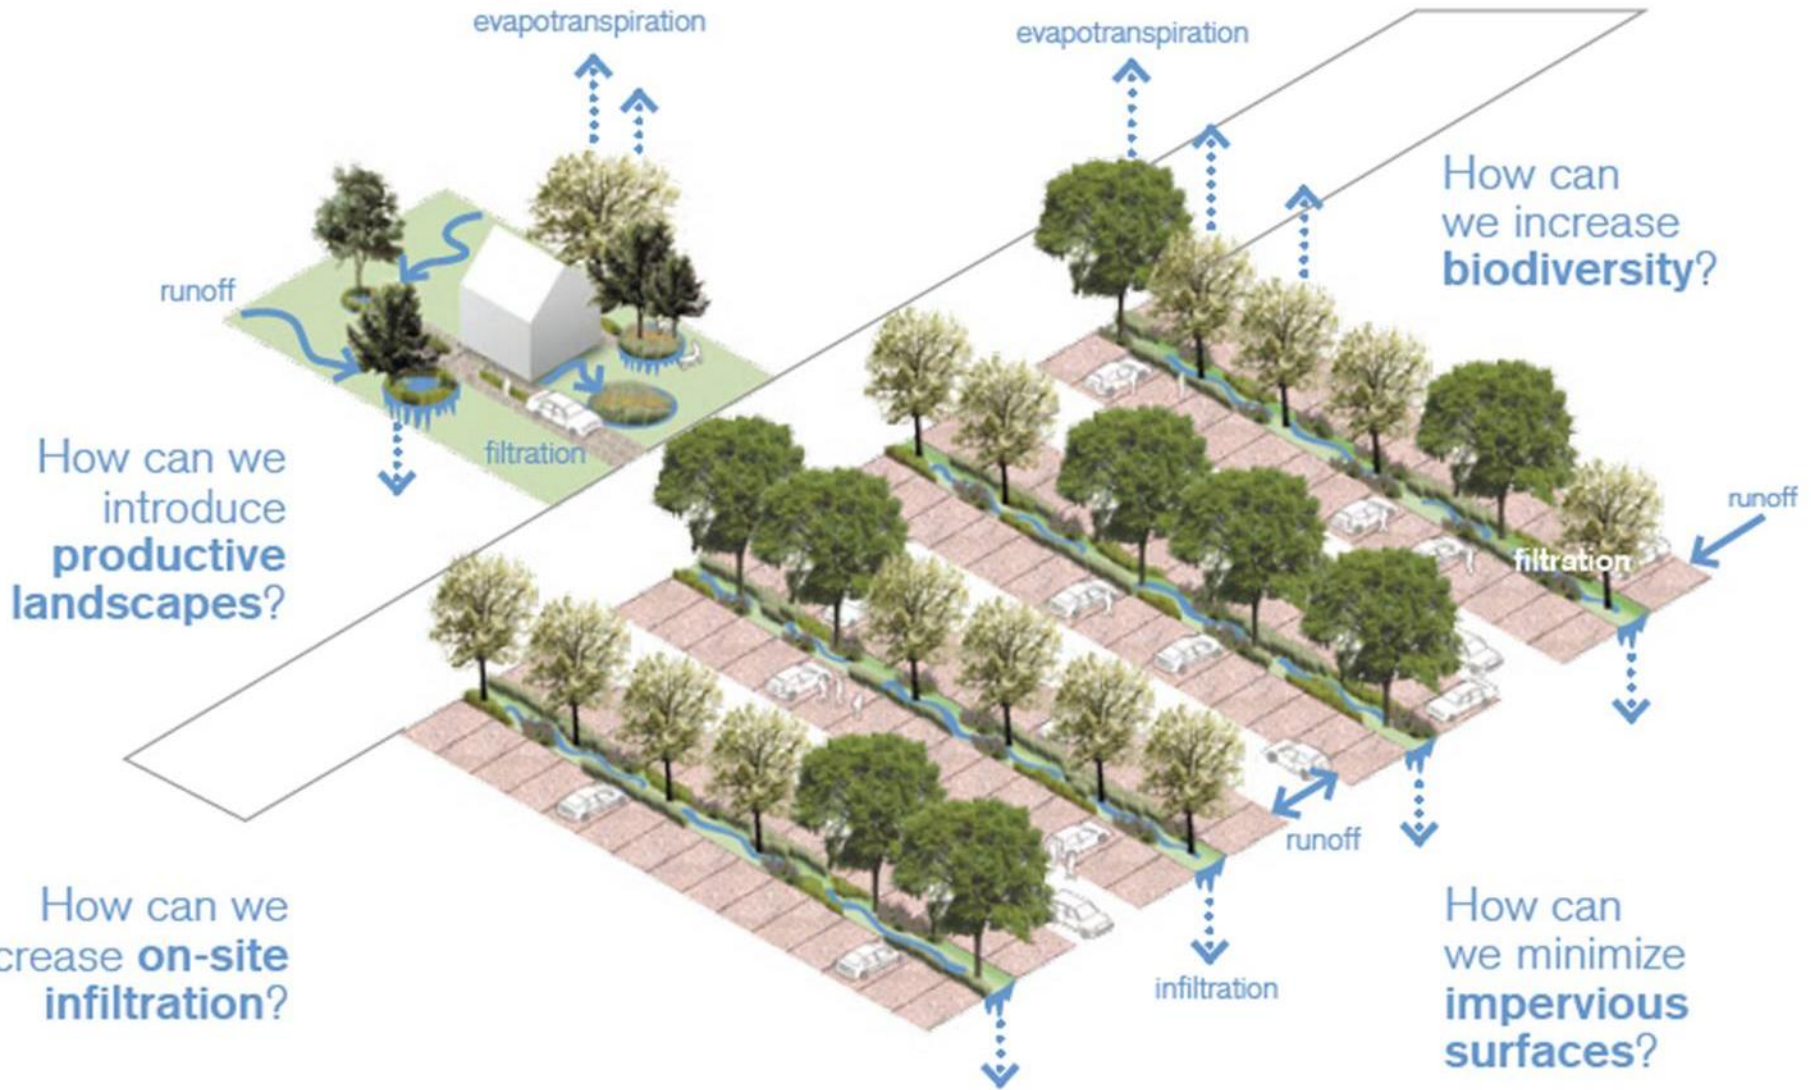 evapotranspiration
evapotranspiration
How can
we increase
biodiversity?
runoff
filtration
How can we
introduce
productive
landscapes?
runoff
filtration
runoff
How can we
crease on-site
infiltration?
infiltration
How can
we minimize
impervious
surfaces?